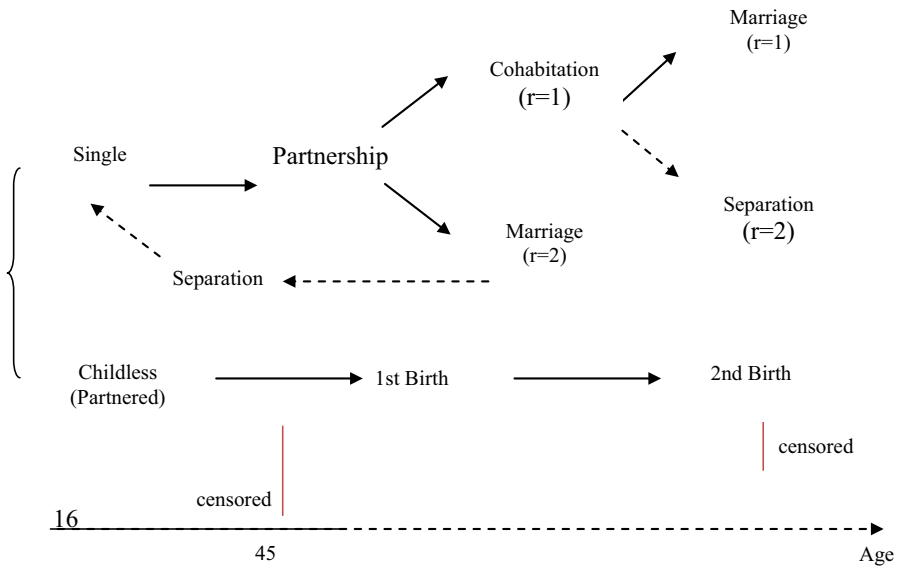 Marriage
(r=1)
Cohabitation
(r=1)
Single
Partnership
Separation
(r=2)
Marriage
(r=2)
Separation
Childless
(Partnered)
1st Birth
2nd Birth
censored
censored
16
45
Age